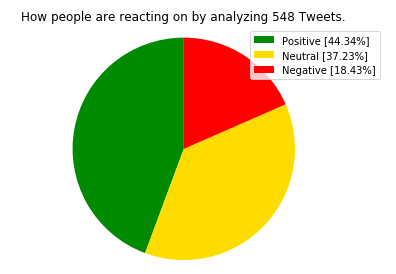 How people are reacting on by analyzing 548 Tweets.
Positive [44.34%]
Neutral [37.23%]
Negative [18.43%]